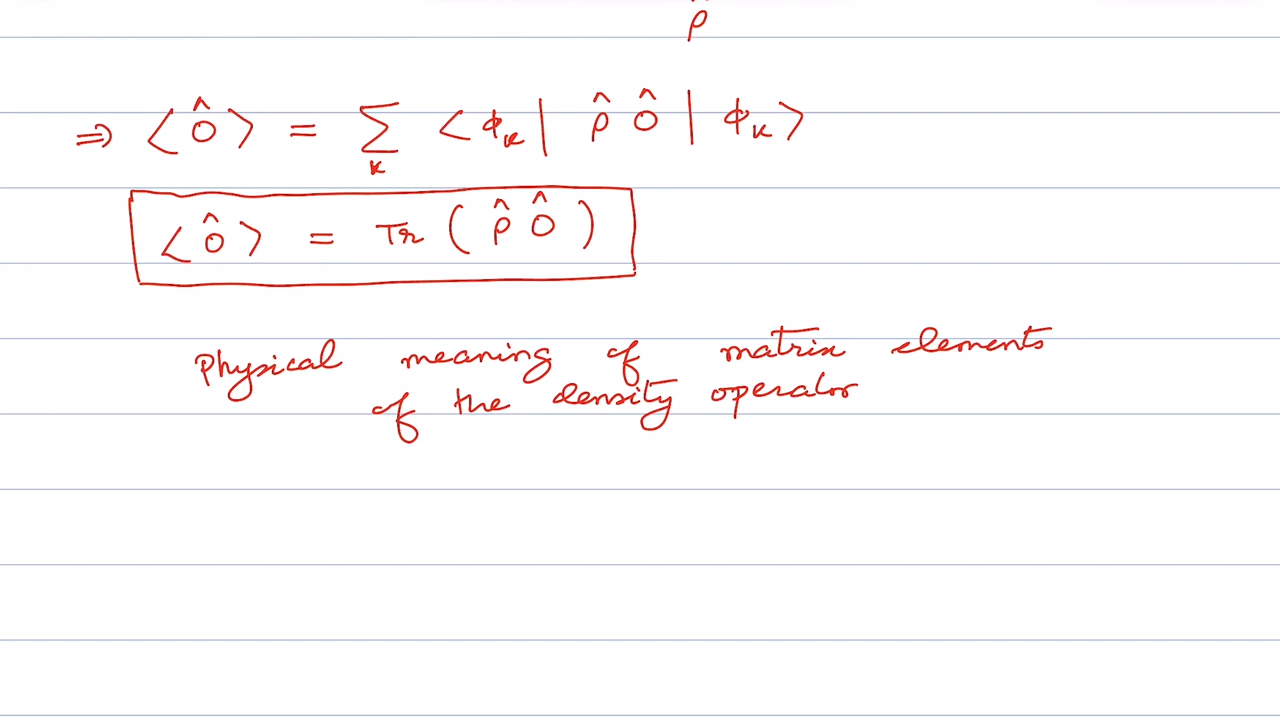 ρ̂
⇒ ⟨Ô⟩ = Σ_k ⟨ϕ_k| ρ̂ Ô |ϕ_k⟩
⟨Ô⟩ = Tr (ρ̂ Ô)
Physical meaning of matrix elements
of the density operator